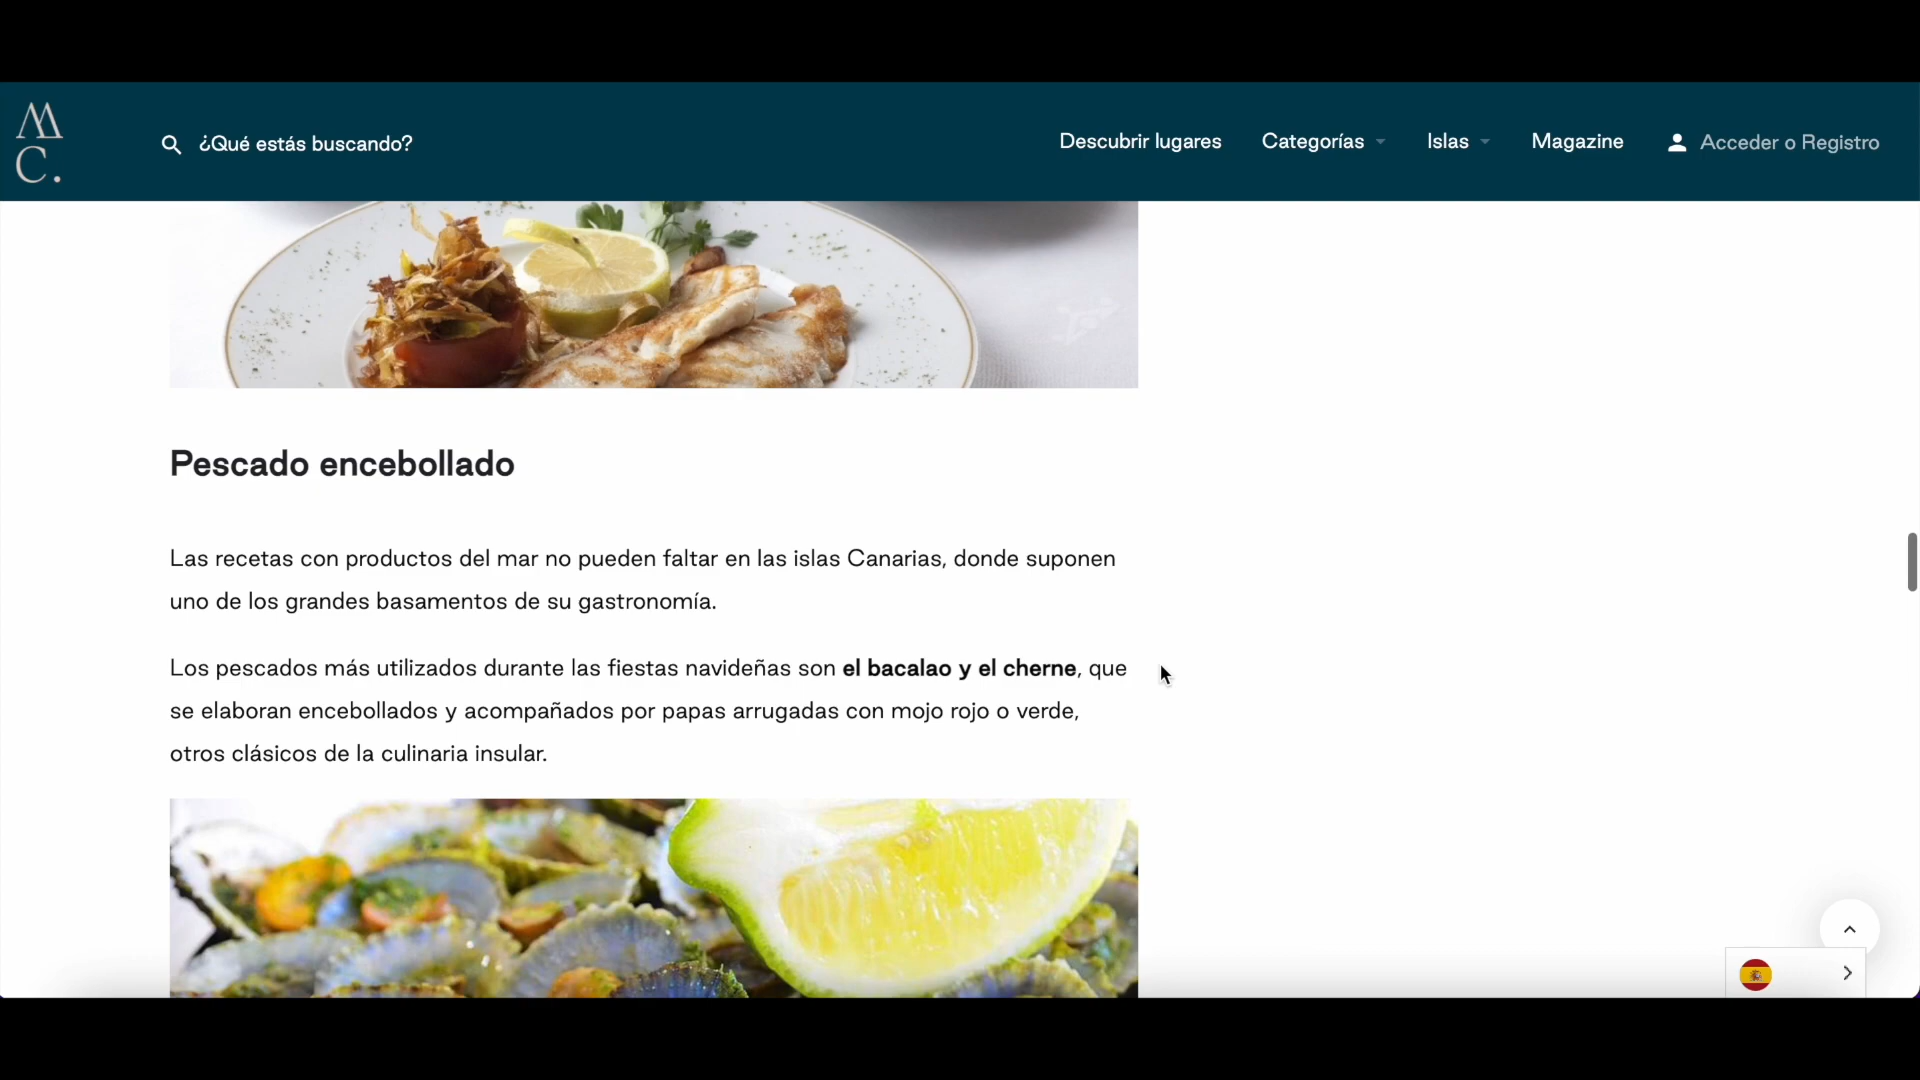 M
C.
¿Qué estás buscando?
Descubrir lugares
Categorías
Islas
Magazine
Acceder o Registro
Pescado encebollado
Las recetas con productos del mar no pueden faltar en las islas Canarias, donde suponen
uno de los grandes basamentos de su gastronomía.
Los pescados más utilizados durante las fiestas navideñas son el bacalao y el cherne, que
se elaboran encebollados y acompañados por papas arrugadas con mojo rojo o verde,
otros clásicos de la culinaria insular.